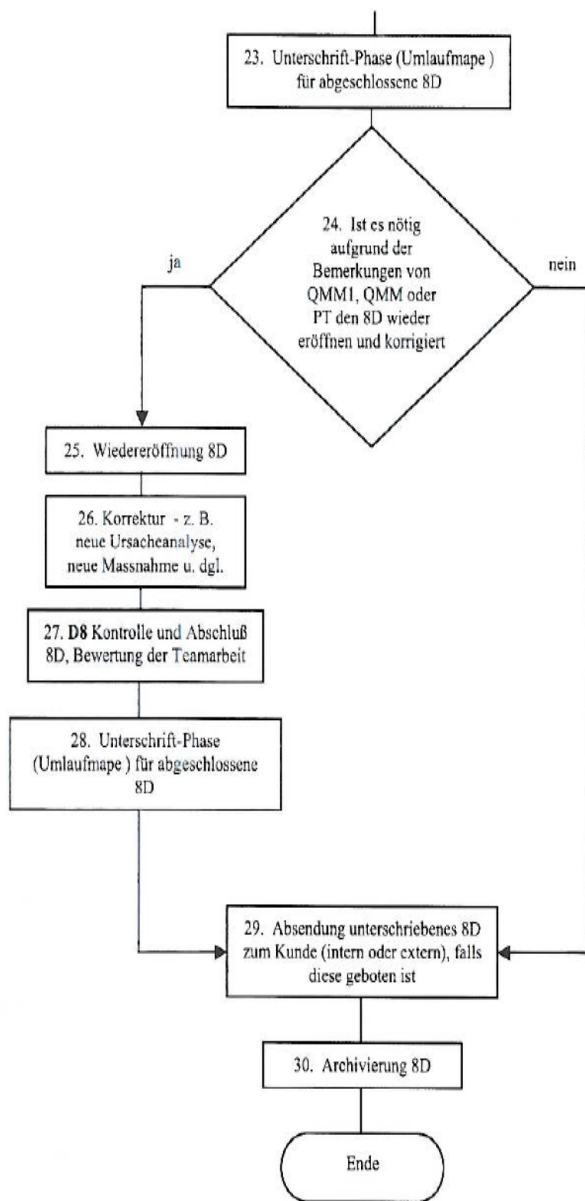 23. Unterschrift-Phase (Umlaufmape )
für abgeschlossene 8D
24. Ist es nötig
aufgrund der
Bemerkungen von
QMM1, QMM oder
PT den 8D wieder
eröffnen und korrigiert
ja
nein
25. Wiedereröffnung 8D
26. Korrektur - z. B.
neue Ursacheanalyse,
neue Massnahme u. dgl.
27. D8 Kontrolle und Abschluß
8D, Bewertung der Teamarbeit
28. Unterschrift-Phase
(Umlaufmape ) für abgeschlossene
8D
29. Absendung unterschriebenes 8D
zum Kunde (intern oder extern), falls
diese geboten ist
30. Archivierung 8D
Ende